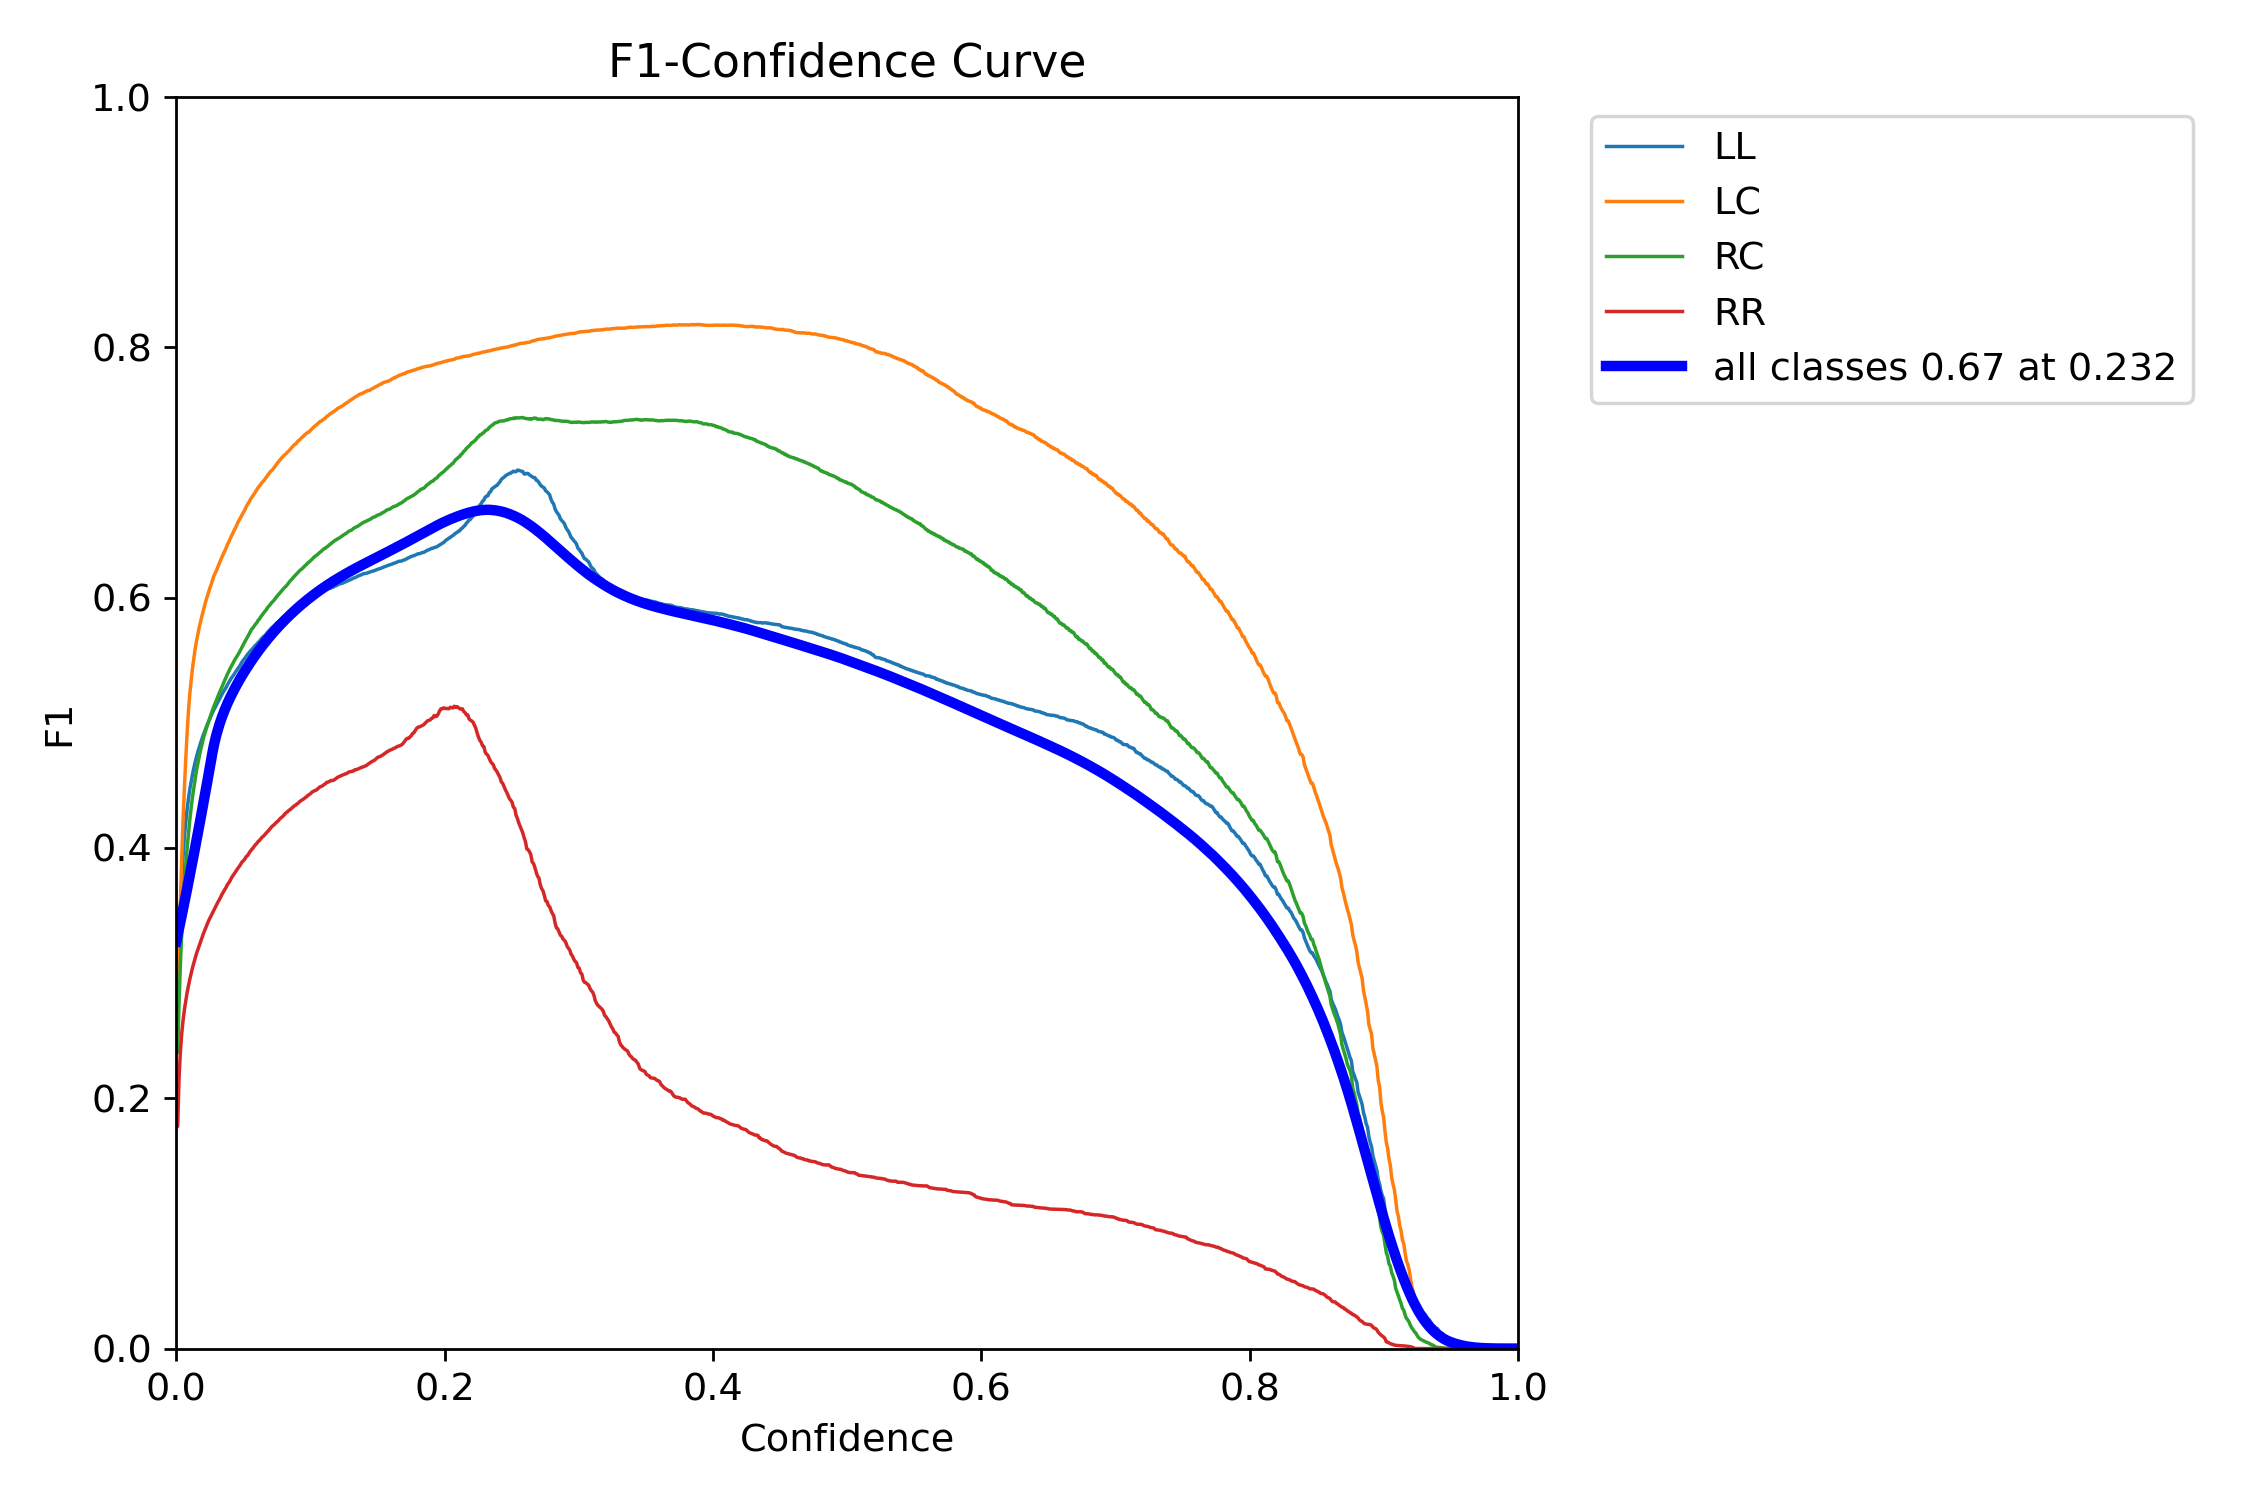 F1-Confidence Curve
1.0
0.8
0.6
0.4
0.2
0.0
F1
0.0 0.2 0.4 0.6 0.8 1.0
Confidence
LL
LC
RC
RR
all classes 0.67 at 0.232